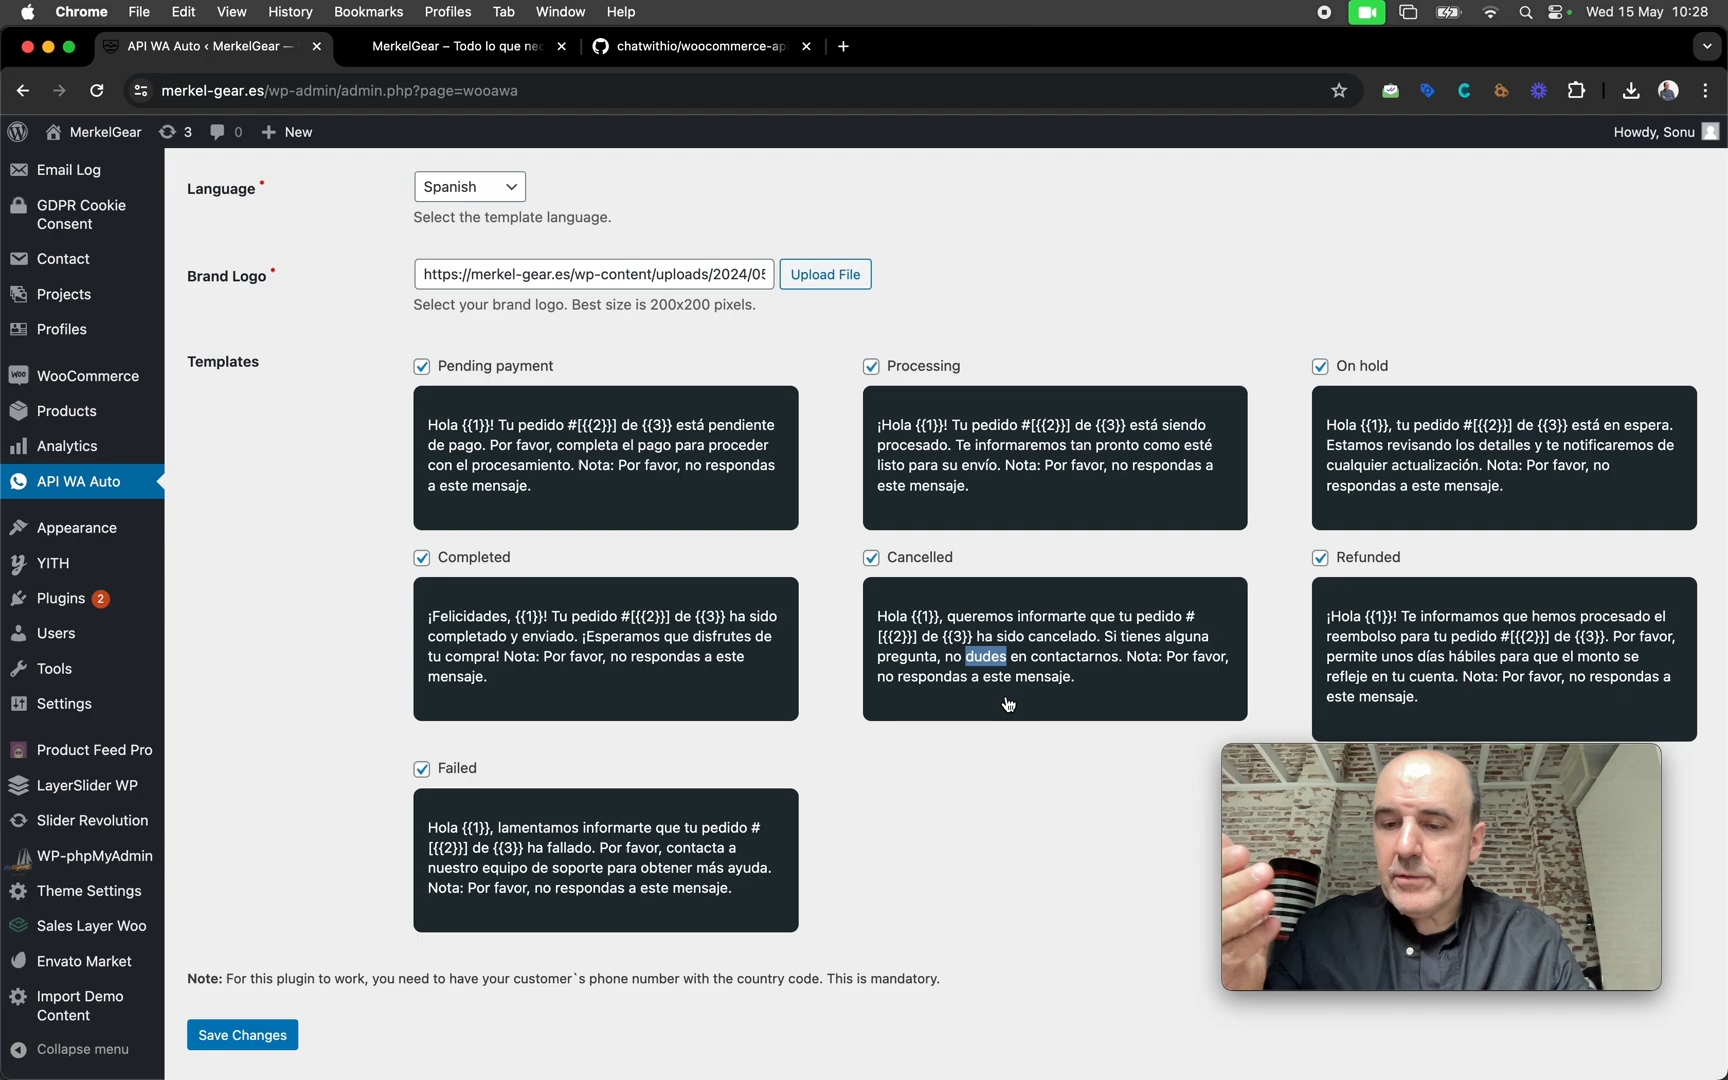 Chrome File Edit View History Bookmarks Profiles Tab Window Help Wed 15 May 10:28
API WA Auto ‹ MerkelGear — MerkelGear – Todo lo que nec chatwithio/woocommerce-api
merkel-gear.es/wp-admin/admin.php?page=wooawa
MerkelGear 3 0 New Howdy, Sonu
Email Log
GDPR Cookie
Consent
Contact
Projects
Profiles
WooCommerce
Products
Analytics
API WA Auto
Appearance
YITH
Plugins 2
Users
Tools
Settings
Product Feed Pro
LayerSlider WP
Slider Revolution
WP-phpMyAdmin
Theme Settings
Sales Layer Woo
Envato Market
Import Demo
Content
Collapse menu
Language *
Spanish
Select the template language.
Brand Logo *
https://merkel-gear.es/wp-content/uploads/2024/05 Upload File
Select your brand logo. Best size is 200x200 pixels.
Templates
Pending payment
Hola {{1}}! Tu pedido #[{{2}}] de {{3}} está pendiente
de pago. Por favor, completa el pago para proceder
con el procesamiento. Nota: Por favor, no respondas
a este mensaje.
Processing
¡Hola {{1}}! Tu pedido #[{{2}}] de {{3}} está siendo
procesado. Te informaremos tan pronto como esté
listo para su envío. Nota: Por favor, no respondas a
este mensaje.
On hold
Hola {{1}}, tu pedido #[{{2}}] de {{3}} está en espera.
Estamos revisando los detalles y te notificaremos de
cualquier actualización. Nota: Por favor, no
respondas a este mensaje.
Completed
¡Felicidades, {{1}}! Tu pedido #[{{2}}] de {{3}} ha sido
completado y enviado. ¡Esperamos que disfrutes de
tu compra! Nota: Por favor, no respondas a este
mensaje.
Cancelled
Hola {{1}}, queremos informarte que tu pedido #
[{{2}}] de {{3}} ha sido cancelado. Si tienes alguna
pregunta, no dudes en contactarnos. Nota: Por favor,
no respondas a este mensaje.
Refunded
¡Hola {{1}}! Te informamos que hemos procesado el
reembolso para tu pedido #[{{2}}] de {{3}}. Por favor,
permite unos días hábiles para que el monto se
refleje en tu cuenta. Nota: Por favor, no respondas a
este mensaje.
Failed
Hola {{1}}, lamentamos informarte que tu pedido #
[{{2}}] de {{3}} ha fallado. Por favor, contacta a
nuestro equipo de soporte para obtener más ayuda.
Nota: Por favor, no respondas a este mensaje.
Note: For this plugin to work, you need to have your customer`s phone number with the country code. This is mandatory.
Save Changes